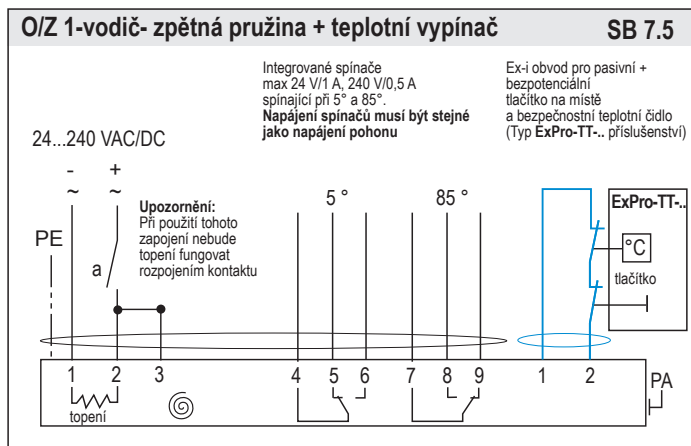 O/Z 1-vodič- zpětná pružina + teplotní vypínač
SB 7.5
Integrované spínače
max 24 V/1 A, 240 V/0,5 A
spínající při 5° a 85°.
Napájení spínačů musí být stejné
jako napájení pohonu
Ex-i obvod pro pasivní +
bezpotenciální
tlačítko na místě
a bezpečnostní teplotní čidlo
(Typ ExPro-TT-.. příslušenství)
24...240 VAC/DC
- +
~ ~
Upozornění:
Při použití tohoto
zapojení nebude
topení fungovat
rozpojením kontaktu
PE
a
5 °
85 °
ExPro-TT-..
°C
tlačítko
1 2 3 4 5 6 7 8 9 1 2
PA
topení